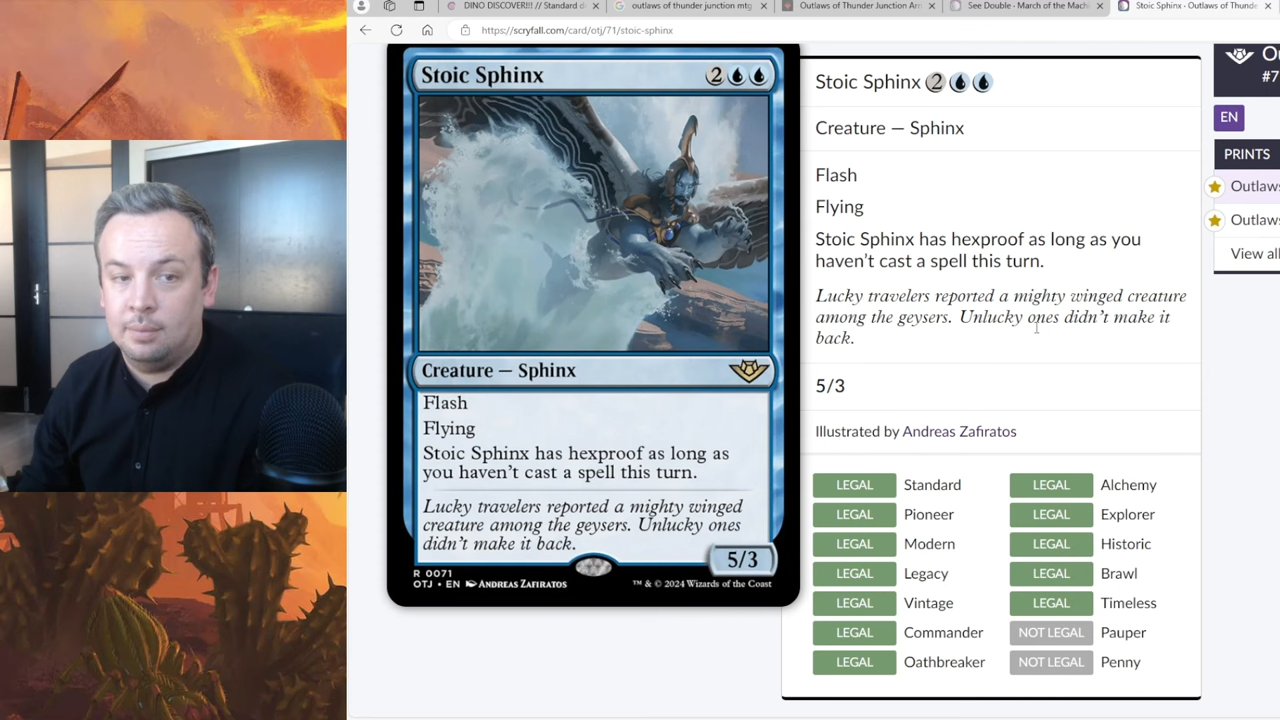 DINO DISCOVER!!! // Standard d
outlaws of thunder junction mtg
Outlaws of Thunder Junction Arr
See Double - March of the Machi
Stoic Sphinx · Outlaws of Thunde
https://scryfall.com/card/otj/71/stoic-sphinx
Stoic Sphinx 2
Creature — Sphinx
Flash
Flying
Stoic Sphinx has hexproof as long as
you haven't cast a spell this turn.
Lucky travelers reported a mighty winged
creature among the geysers. Unlucky ones
didn't make it back.
5/3
R 0071
OTJ • EN ANDREAS ZAFIRATOS
™ & © 2024 Wizards of the Coast
Stoic Sphinx 2
Creature — Sphinx
Flash
Flying
Stoic Sphinx has hexproof as long as you
haven't cast a spell this turn.
Lucky travelers reported a mighty winged creature
among the geysers. Unlucky ones didn't make it
back.
5/3
Illustrated by Andreas Zafiratos
LEGAL Standard LEGAL Alchemy
LEGAL Pioneer LEGAL Explorer
LEGAL Modern LEGAL Historic
LEGAL Legacy LEGAL Brawl
LEGAL Vintage LEGAL Timeless
LEGAL Commander NOT LEGAL Pauper
LEGAL Oathbreaker NOT LEGAL Penny
Ou
#7
EN
PRINTS
Outlaws
Outlaws
View all